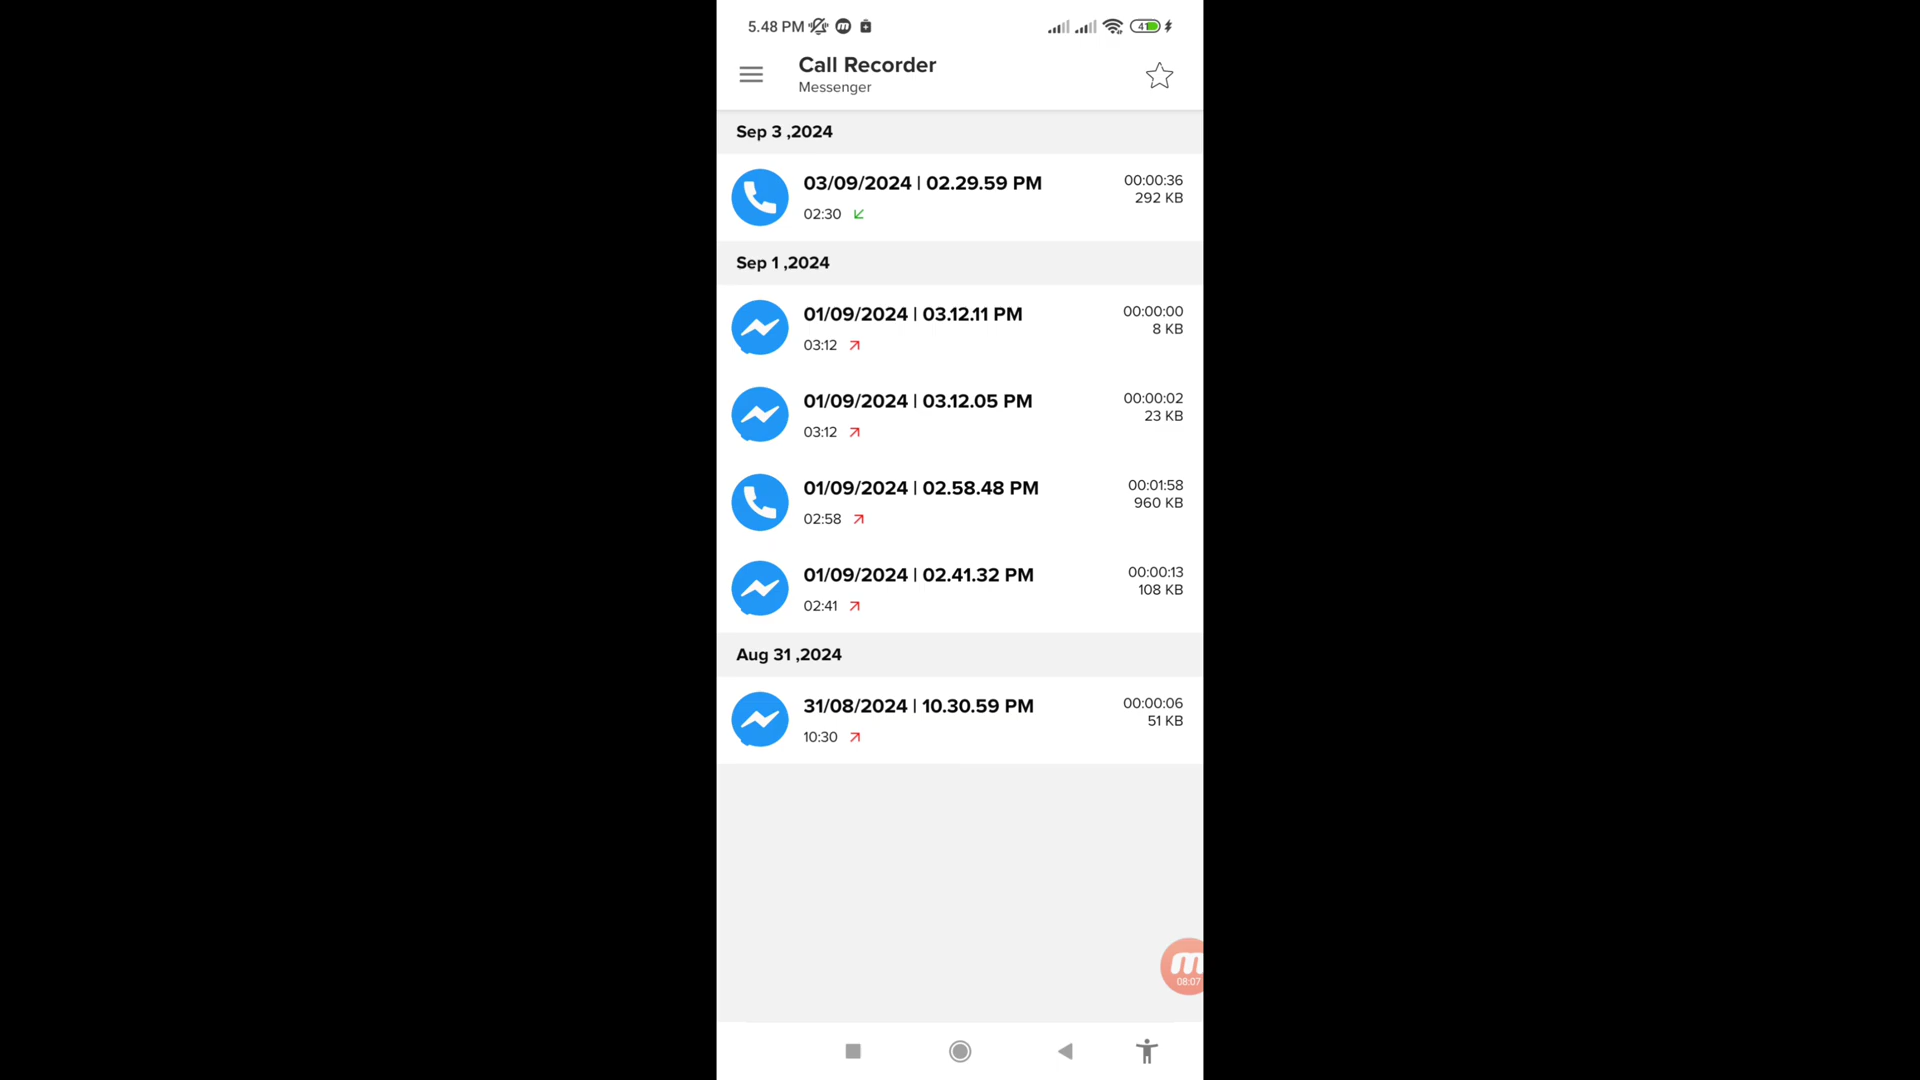 5.48 PM
41
Call Recorder
Messenger
Sep 3 ,2024
03/09/2024 | 02.29.59 PM
00:00:36
02:30
292 KB
Sep 1 ,2024
01/09/2024 | 03.12.11 PM
00:00:00
03:12
8 KB
01/09/2024 | 03.12.05 PM
00:00:02
03:12
23 KB
01/09/2024 | 02.58.48 PM
00:01:58
02:58
960 KB
01/09/2024 | 02.41.32 PM
00:00:13
02:41
108 KB
Aug 31 ,2024
31/08/2024 | 10.30.59 PM
00:00:06
10:30
51 KB
08:07